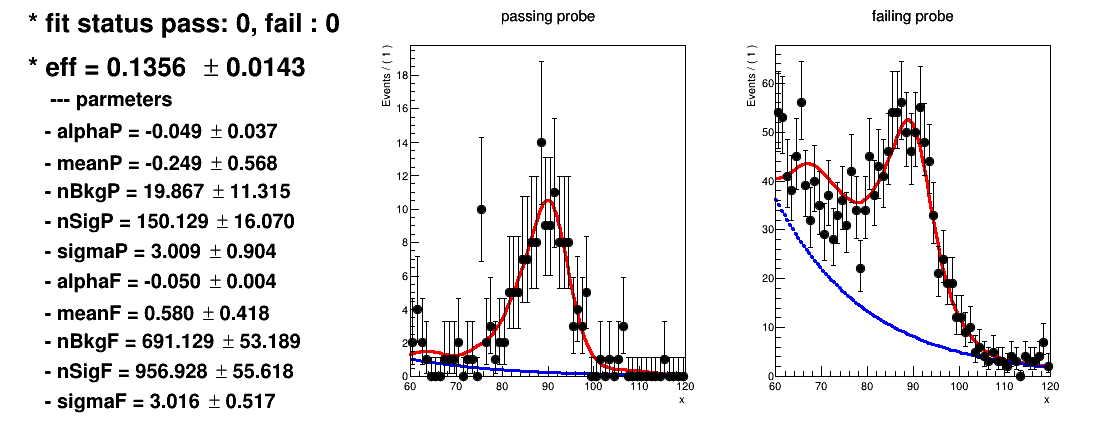 * fit status pass: 0, fail : 0
* eff = 0.1356 ± 0.0143
--- parmeters
- alphaP = -0.049 ± 0.037
- meanP = -0.249 ± 0.568
- nBkgP = 19.867 ± 11.315
- nSigP = 150.129 ± 16.070
- sigmaP = 3.009 ± 0.904
- alphaF = -0.050 ± 0.004
- meanF = 0.580 ± 0.418
- nBkgF = 691.129 ± 53.189
- nSigF = 956.928 ± 55.618
- sigmaF = 3.016 ± 0.517
passing probe
Events / ( 1 )
18
16
14
12
10
8
6
4
2
0
60 70 80 90 100 110 120
x
failing probe
Events / ( 1 )
60
50
40
30
20
10
0
60 70 80 90 100 110 120
x